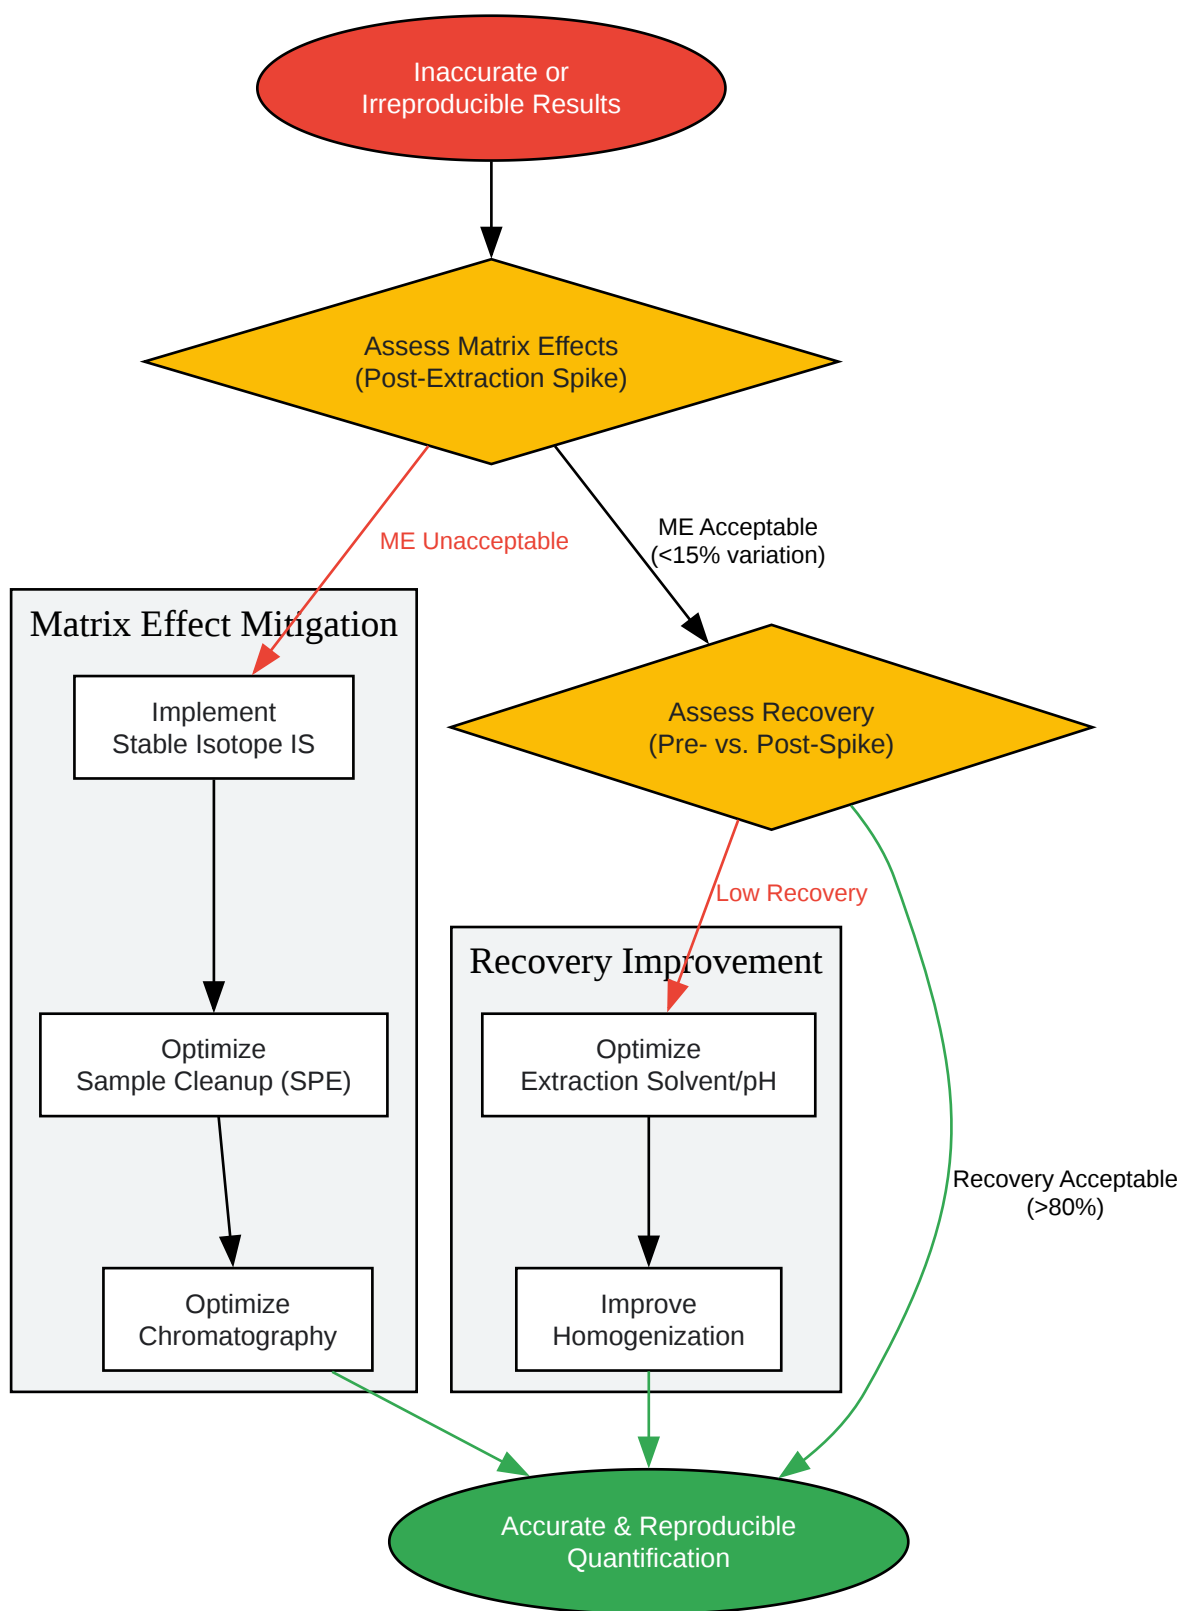 Inaccurate or
Irreproducible Results
Assess Matrix Effects
(Post-Extraction Spike)
ME Unacceptable
ME Acceptable
(<15% variation)
Matrix Effect Mitigation
Implement
Stable Isotope IS
Assess Recovery
(Pre- vs. Post-Spike)
Low Recovery
Recovery Improvement
Optimize
Sample Cleanup (SPE)
Optimize
Extraction Solvent/pH
Recovery Acceptable
(>80%)
Optimize
Chromatography
Improve
Homogenization
Accurate & Reproducible
Quantification